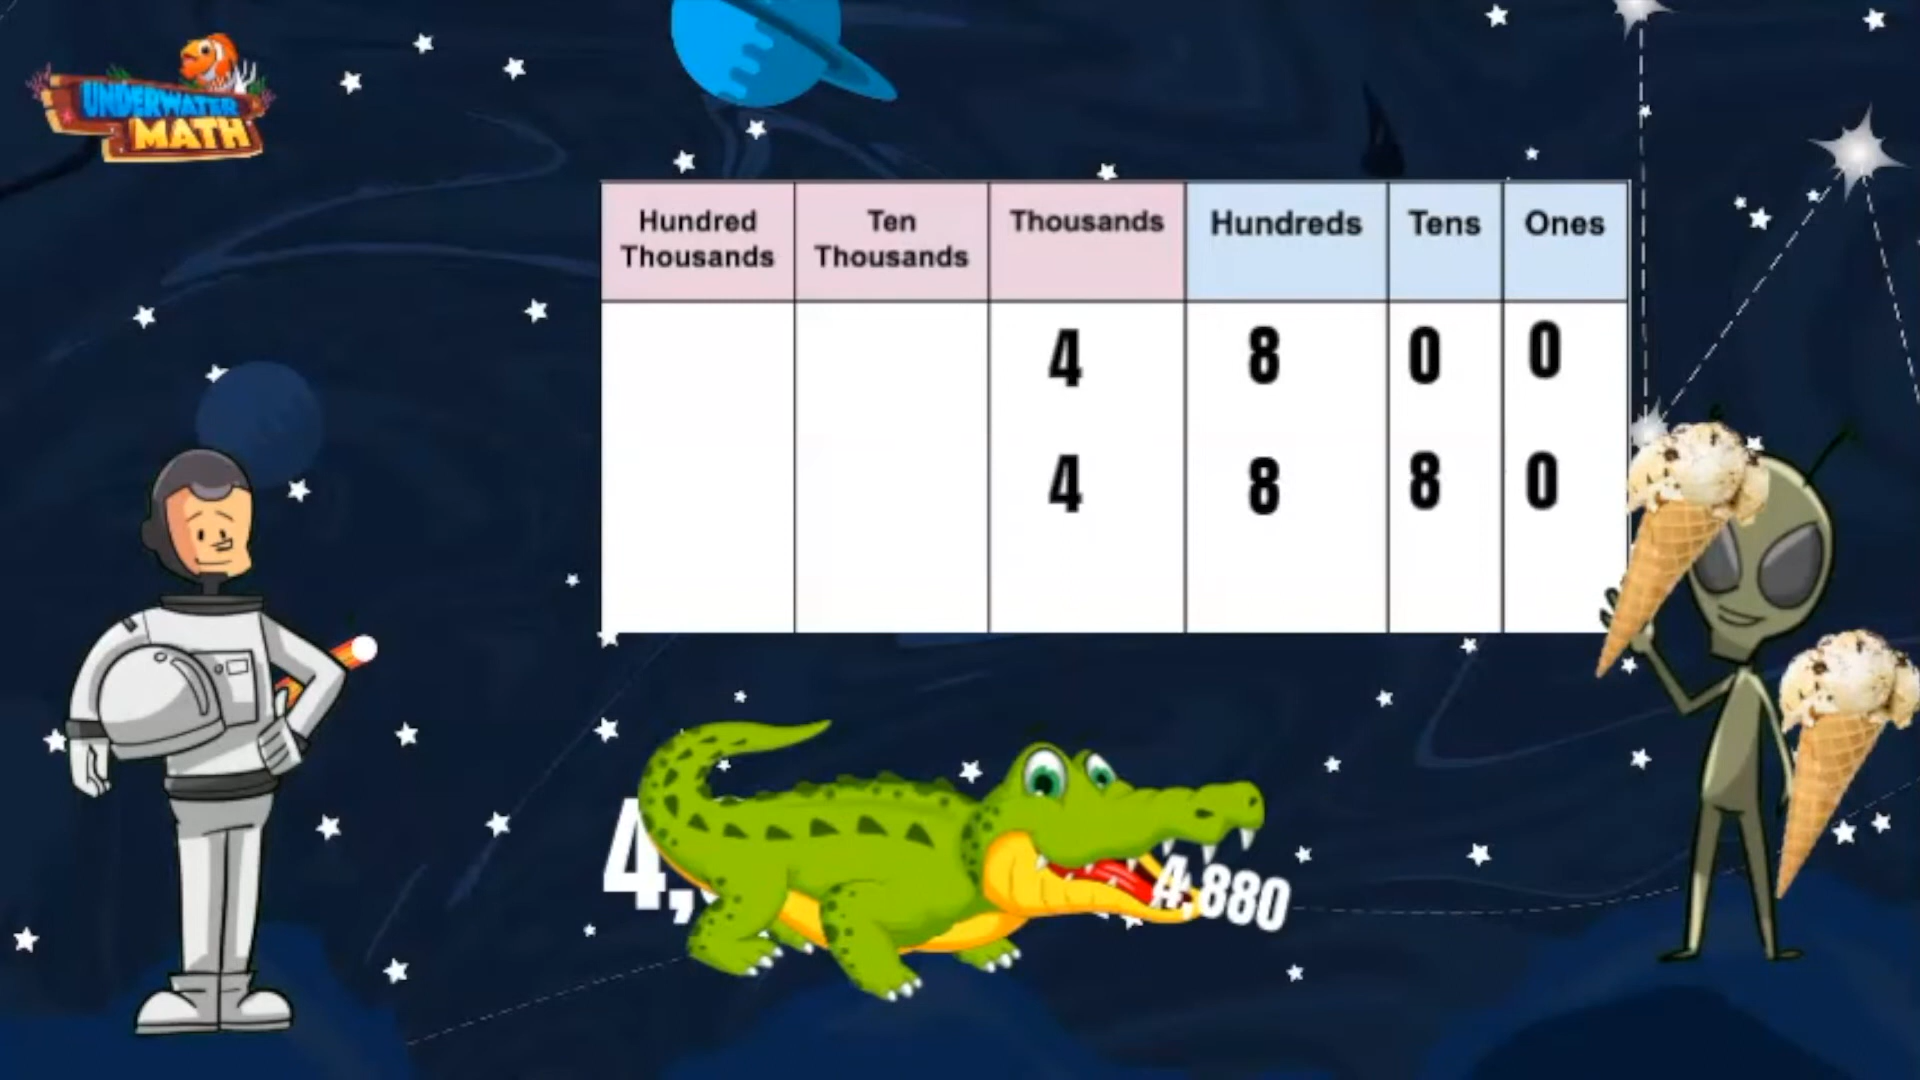 UNDERWATER
MATH
Hundred Thousands
Ten Thousands
Thousands
Hundreds
Tens
Ones
4 8 0 0
4 8 8 0
4,
4,880